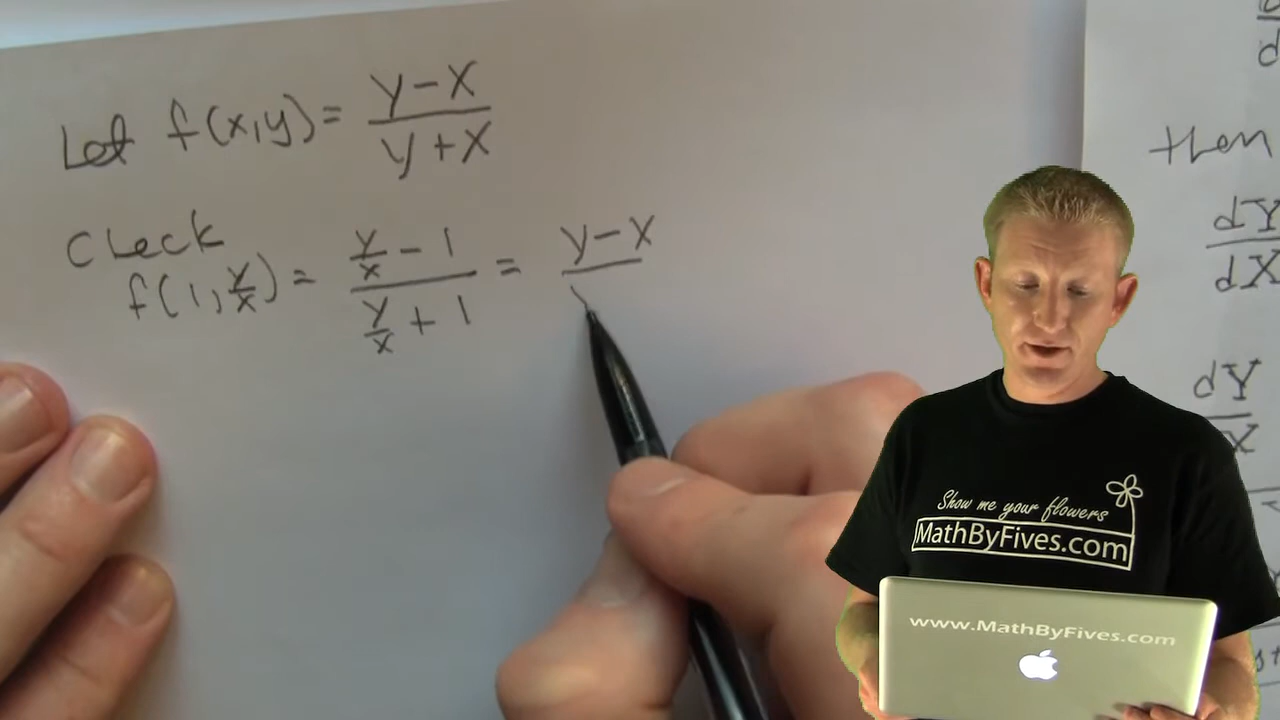 Let f(x,y) = (y-x)/(y+x)
Check
f(1, y/x) = (y/x - 1)/(y/x + 1) = y-x
then
dY
dX
dY
X
Show me your flowers
MathByFives.com
www.MathByFives.com